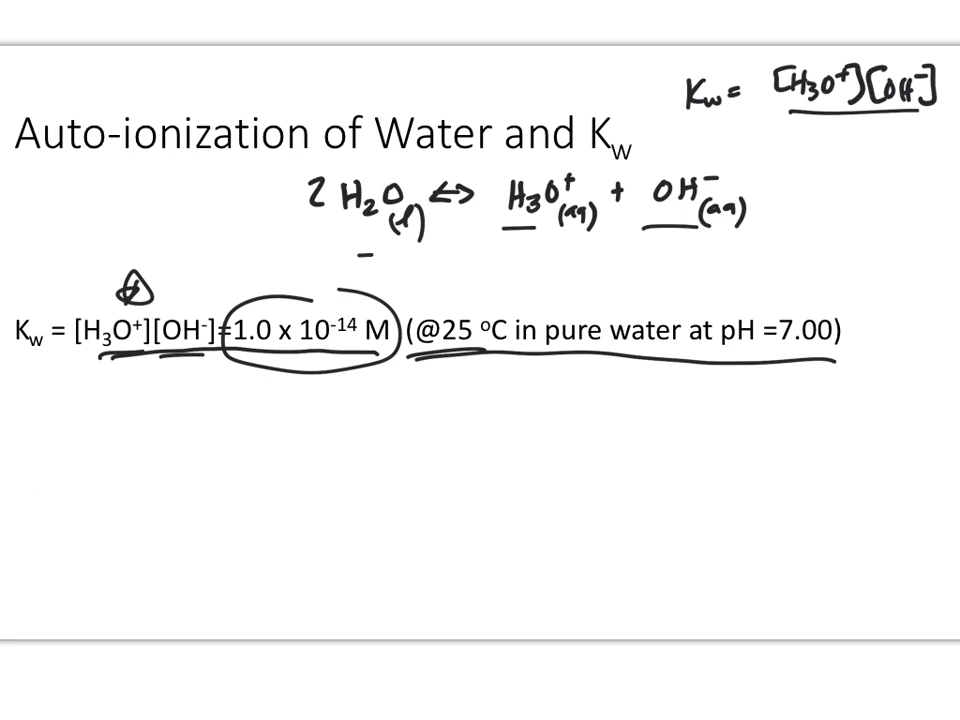 Kw = [H₃O⁺][OH⁻]
Auto-ionization of Water and Kw
2 H₂O(l) <=> H₃O⁺(aq) + OH⁻(aq)
Kw = [H₃O⁺][OH⁻]=1.0 x 10⁻¹⁴ M (@25 ºC in pure water at pH =7.00)